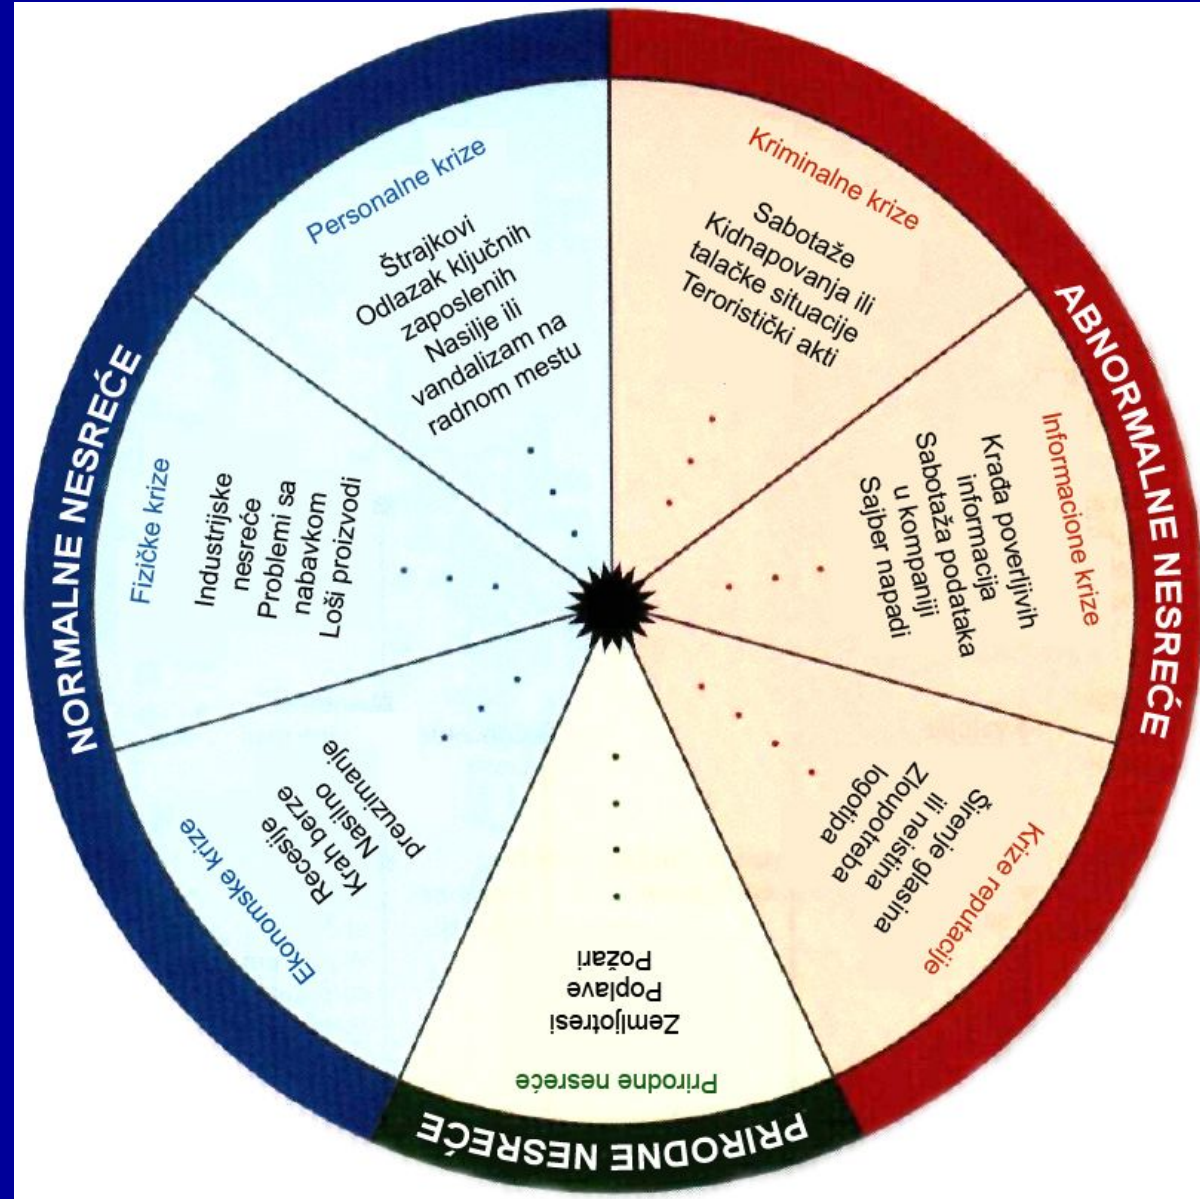 NORMALNE NESREĆE
Personalne krize
Štrajkovi
Odlazak ključnih
zaposlenih
Nasilje ili
vandalizam na
radnom mestu
Fizičke krize
Industrijske
nesreće
Problemi sa
nabavkom
Loši proizvodi
Ekonomske krize
Recesije
Krah berze
Nasilno
preuzimanje
ABNORMALNE NESREĆE
Kriminalne krize
Sabotaže
Kidnapovanja ili
talačke situacije
Teroristički akti
Informacione krize
Krađa poverljivih
informacija
Sabotaža podataka
u kompaniji
Sajber napadi
Krize reputacije
Širenje glasina
ili neistina
Zloupotreba
logotipa
PRIRODNE NESREĆE
Prirodne nesreće
Zemljotresi
Poplave
Požari